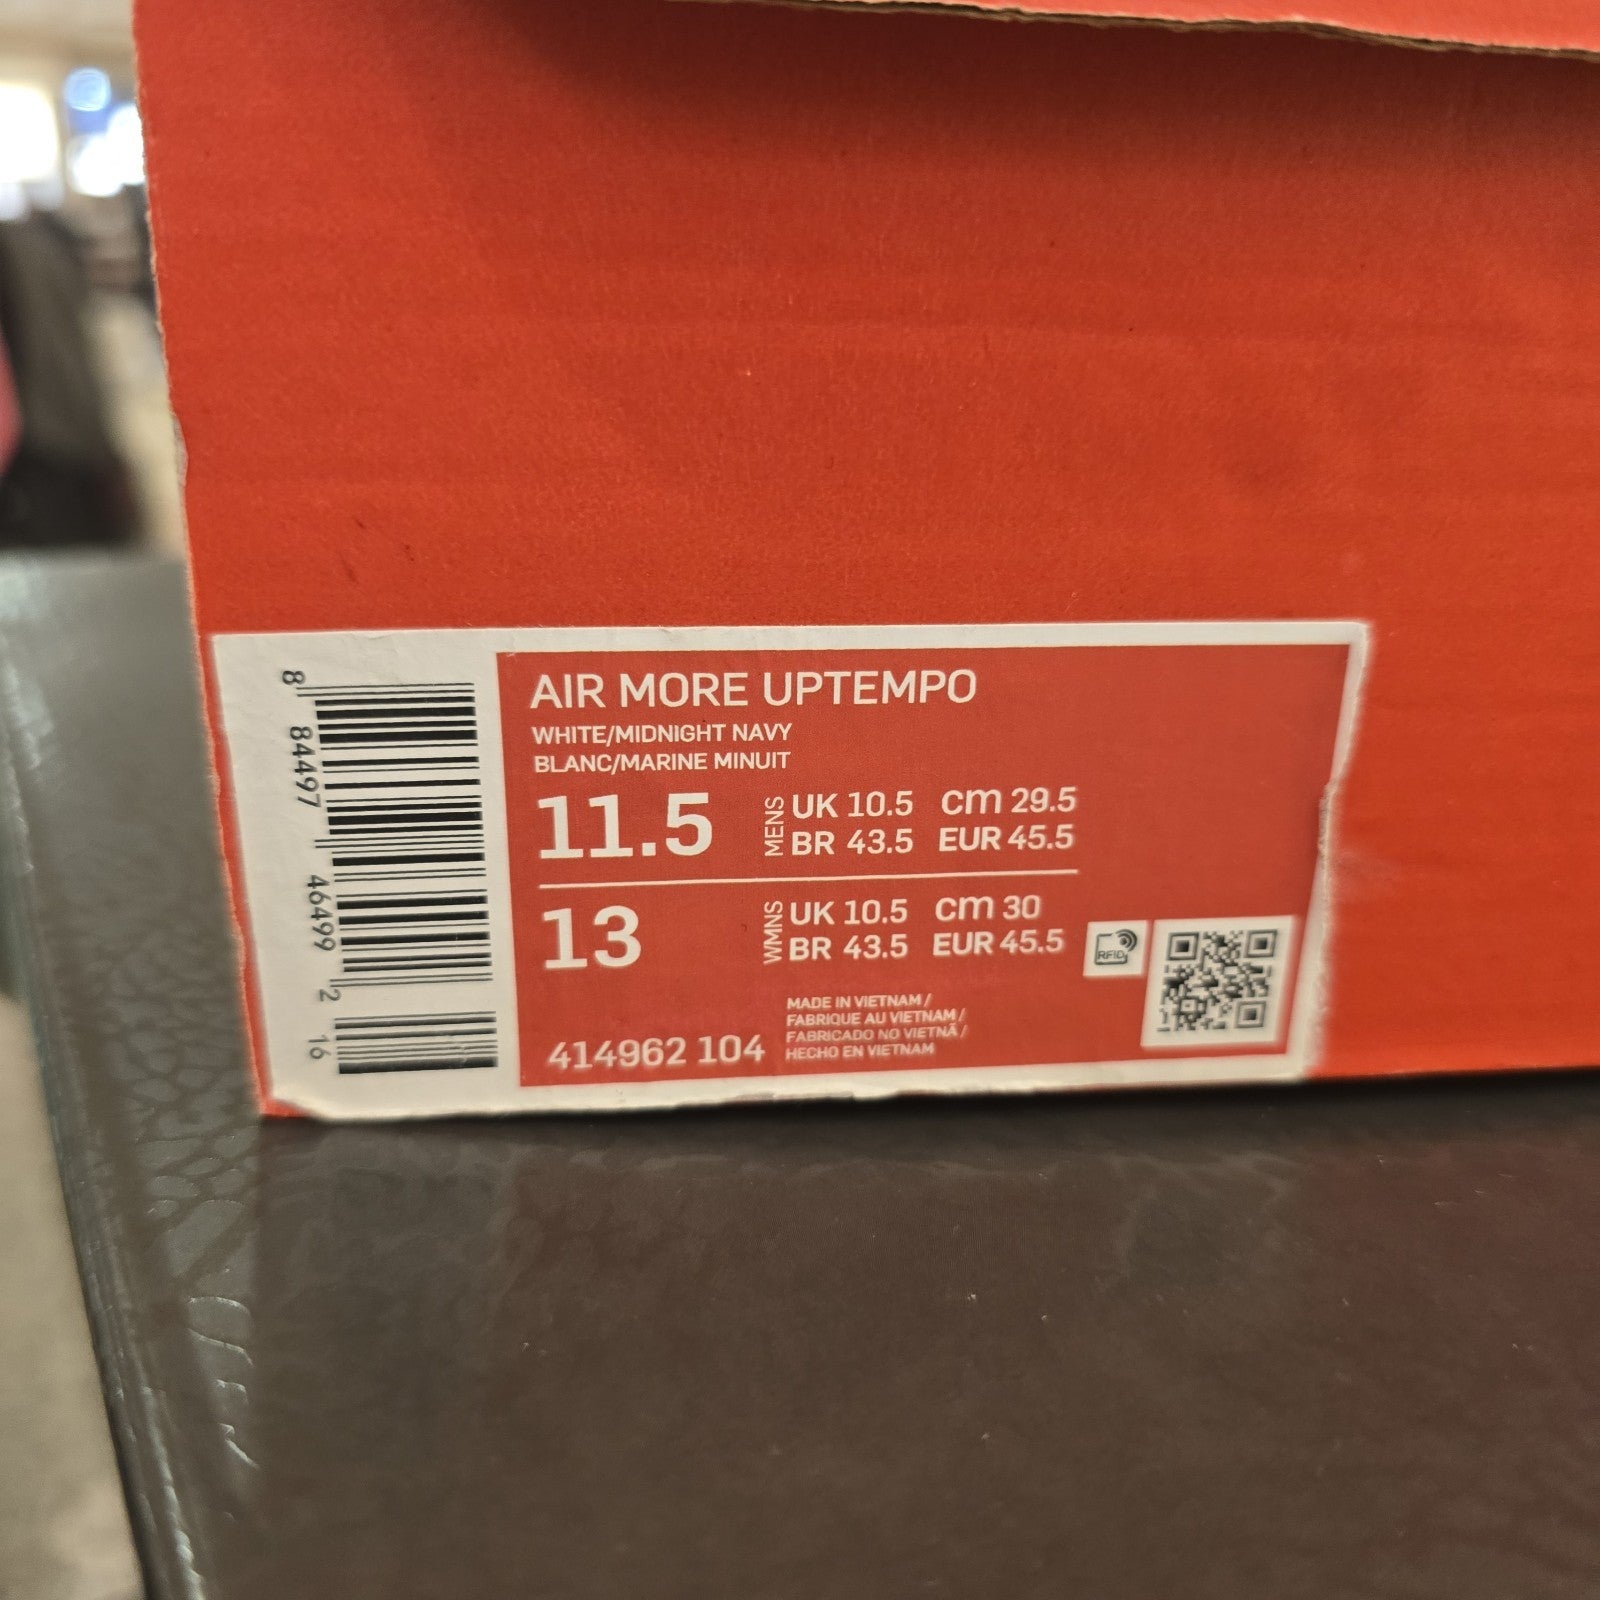 8 84497 46499 2 16
AIR MORE UPTEMPO
WHITE/MIDNIGHT NAVY
BLANC/MARINE MINUIT
11.5 MENS UK 10.5 cm 29.5
BR 43.5 EUR 45.5
13 WMNS UK 10.5 cm 30
BR 43.5 EUR 45.5
RFID
MADE IN VIETNAM /
FABRIQUE AU VIETNAM /
FABRICADO NO VIETNÃ /
HECHO EN VIETNAM
414962 104